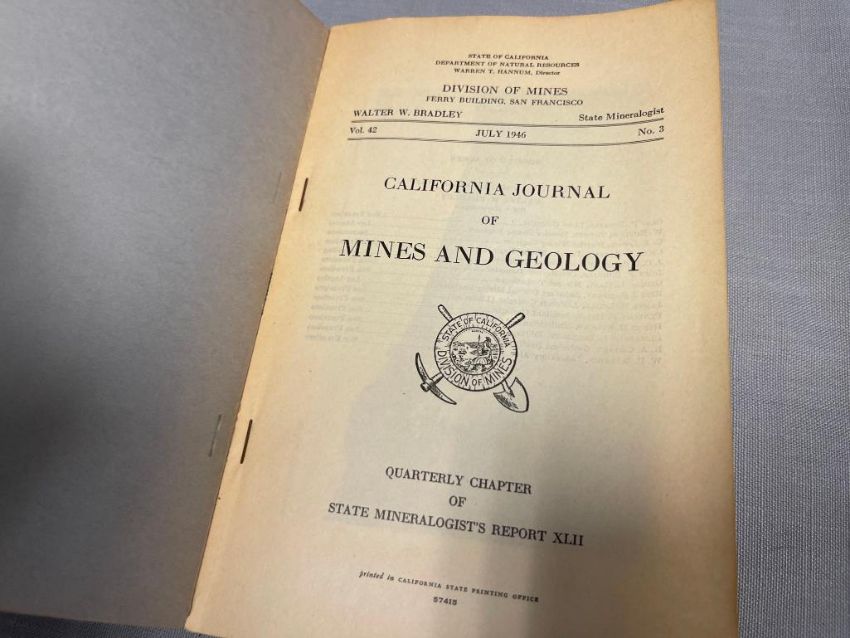 STATE OF CALIFORNIA
DEPARTMENT OF NATURAL RESOURCES
WARREN T. HANNUM, Director
DIVISION OF MINES
FERRY BUILDING, SAN FRANCISCO
WALTER W. BRADLEY State Mineralogist
Vol. 42 JULY 1946 No. 3
CALIFORNIA JOURNAL
OF
MINES AND GEOLOGY
STATE OF CALIFORNIA
DIVISION OF MINES
QUARTERLY CHAPTER
OF
STATE MINERALOGIST'S REPORT XLII
printed in CALIFORNIA STATE PRINTING OFFICE
57415